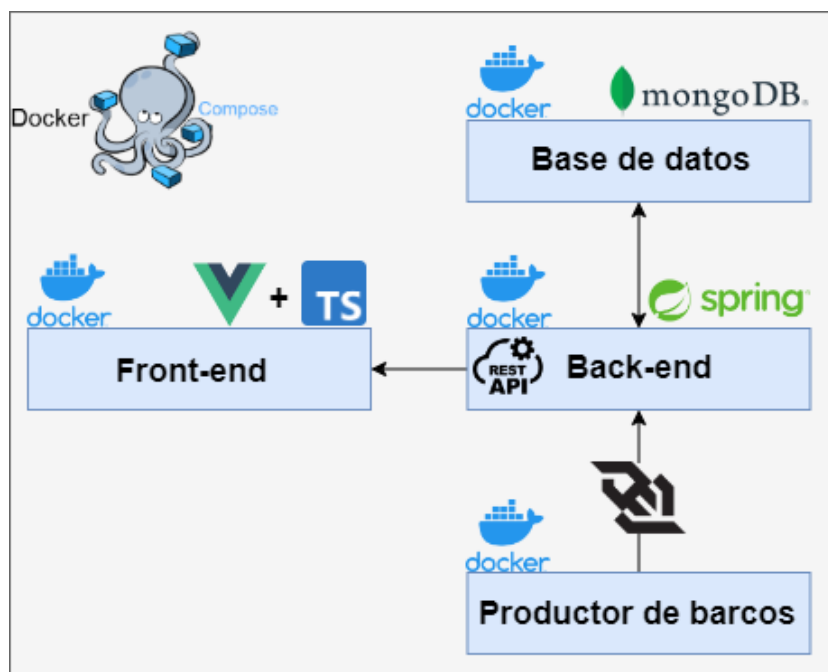 Docker
Compose
docker
mongoDB®
Base de datos
docker
+
TS
docker
spring
Front-end
REST
API
Back-end
docker
Productor de barcos